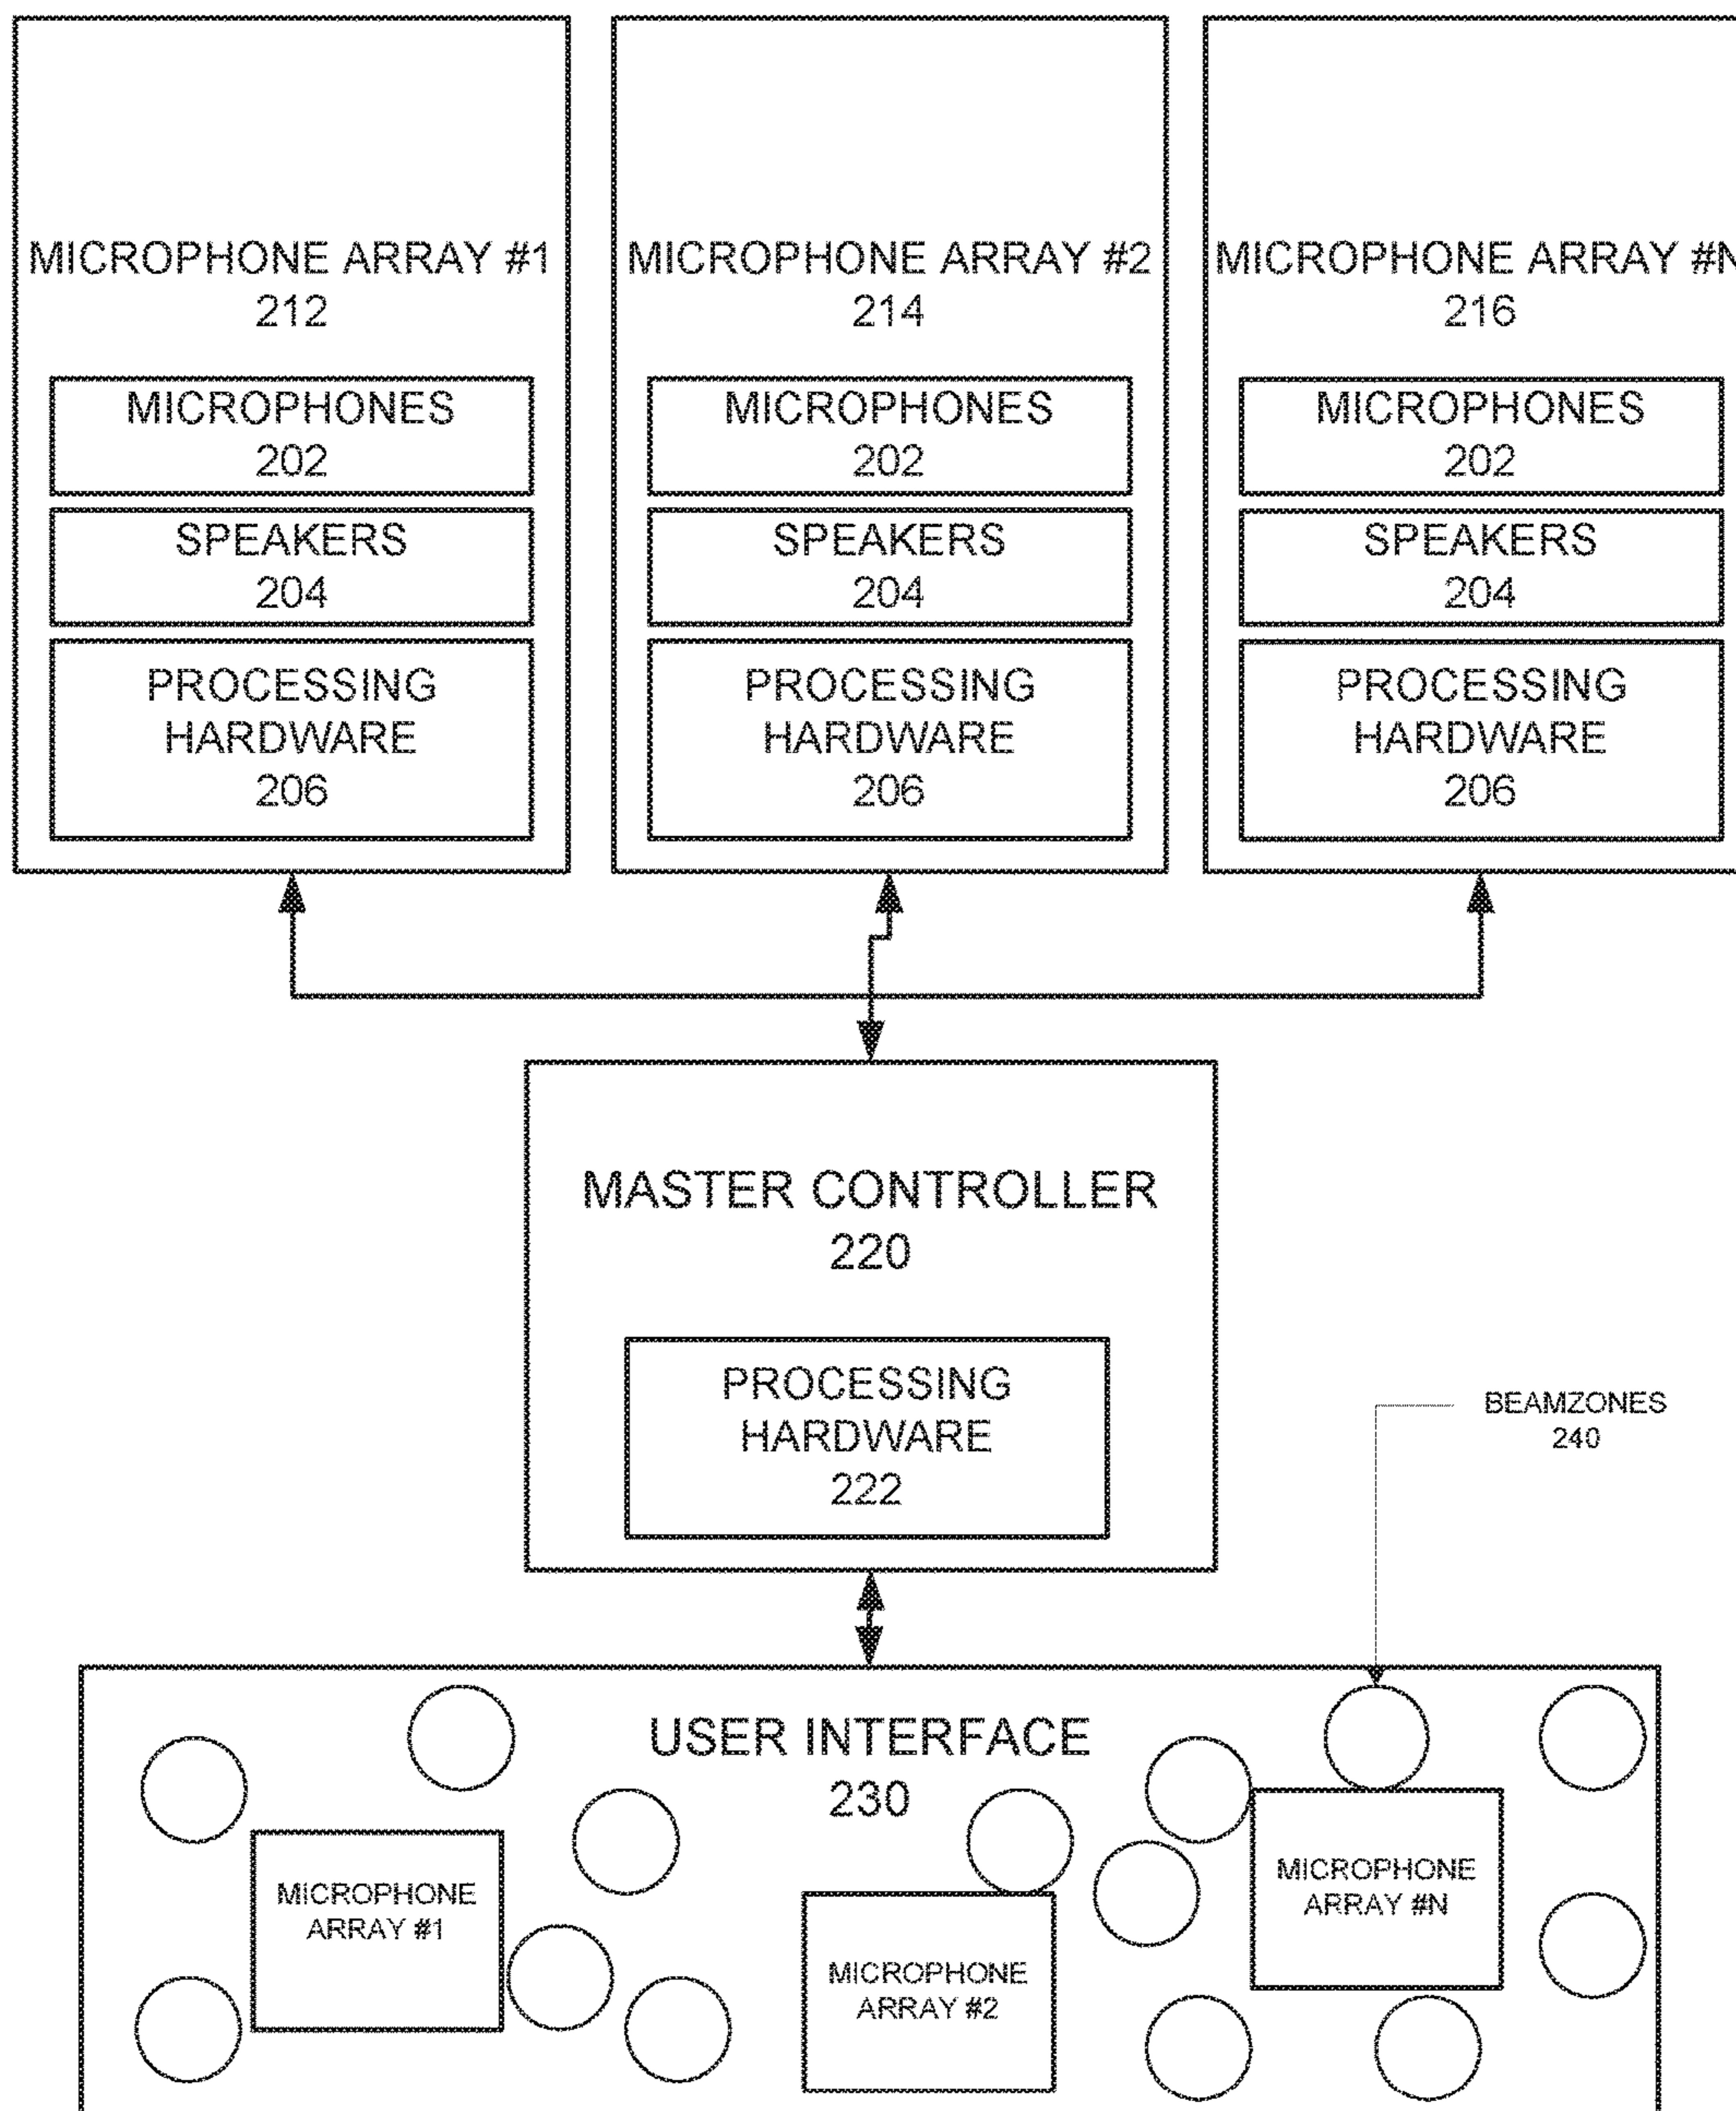 MICROPHONE ARRAY #1
212
MICROPHONES
202
SPEAKERS
204
PROCESSING
HARDWARE
206
MICROPHONE ARRAY #2
214
MICROPHONES
202
SPEAKERS
204
PROCESSING
HARDWARE
206
MICROPHONE ARRAY #N
216
MICROPHONES
202
SPEAKERS
204
PROCESSING
HARDWARE
206
MASTER CONTROLLER
220
PROCESSING
HARDWARE
222
BEAMZONES
240
USER INTERFACE
230
MICROPHONE
ARRAY #1
MICROPHONE
ARRAY #2
MICROPHONE
ARRAY #N